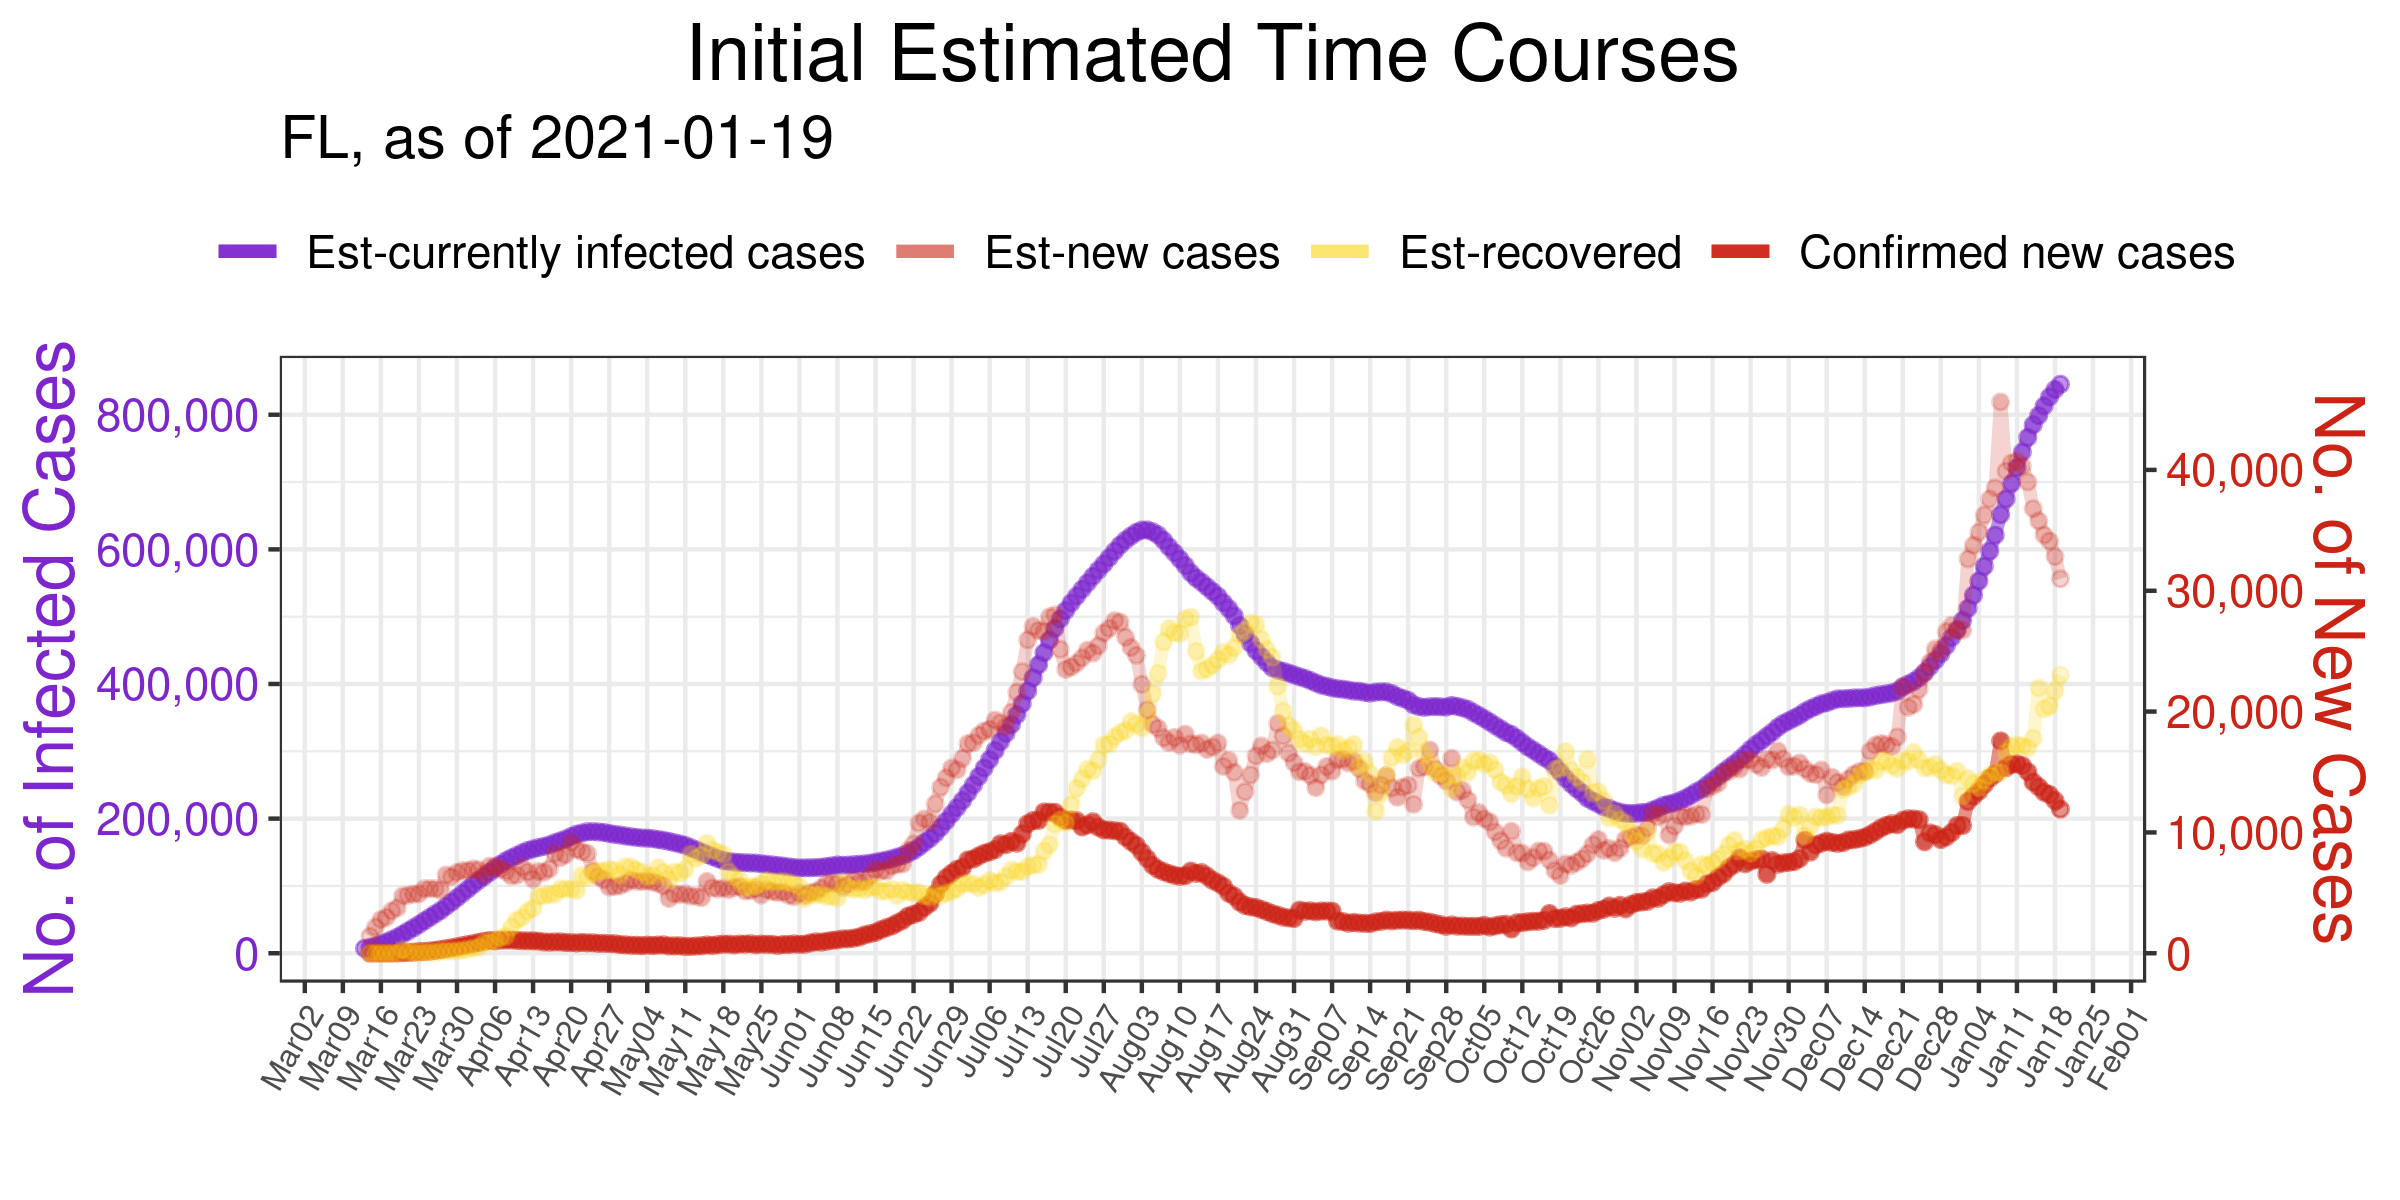 Initial Estimated Time Courses
FL, as of 2021-01-19
Est-currently infected cases Est-new cases Est-recovered Confirmed new cases
No. of Infected Cases
800,000
600,000
400,000
200,000
0
No. of New Cases
40,000
30,000
20,000
10,000
0
Mar02 Mar09 Mar16 Mar23 Mar30 Apr06 Apr13 Apr20 Apr27 May04 May11 May18 May25 Jun01 Jun08 Jun15 Jun22 Jun29 Jul06 Jul13 Jul20 Jul27 Aug03 Aug10 Aug17 Aug24 Aug31 Sep07 Sep14 Sep21 Sep28 Oct05 Oct12 Oct19 Oct26 Nov02 Nov09 Nov16 Nov23 Nov30 Dec07 Dec14 Dec21 Dec28 Jan04 Jan11 Jan18 Jan25 Feb01